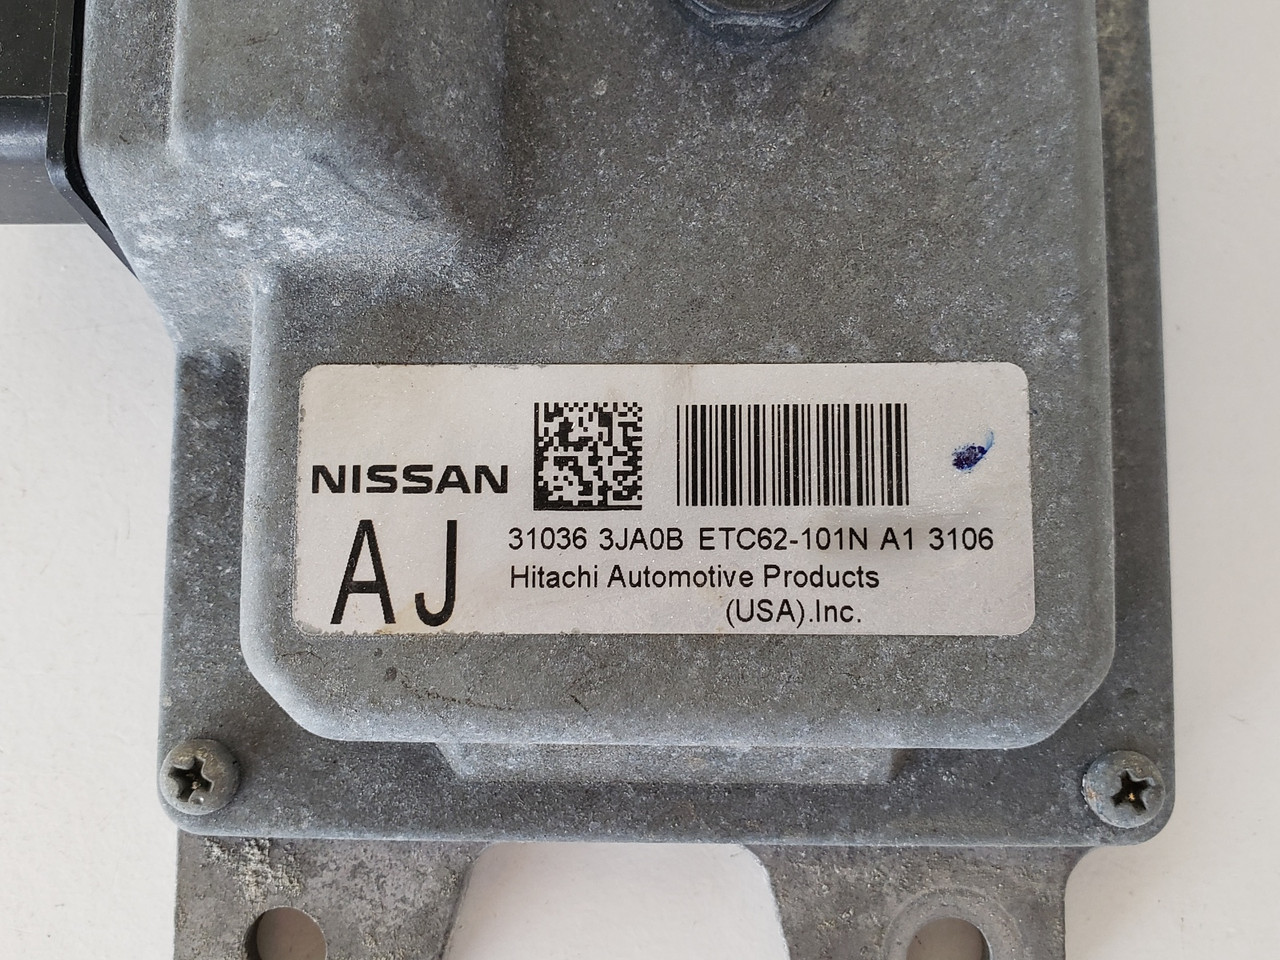 NISSAN
AJ
31036 3JA0B ETC62-101N A1 3106
Hitachi Automotive Products
(USA).Inc.